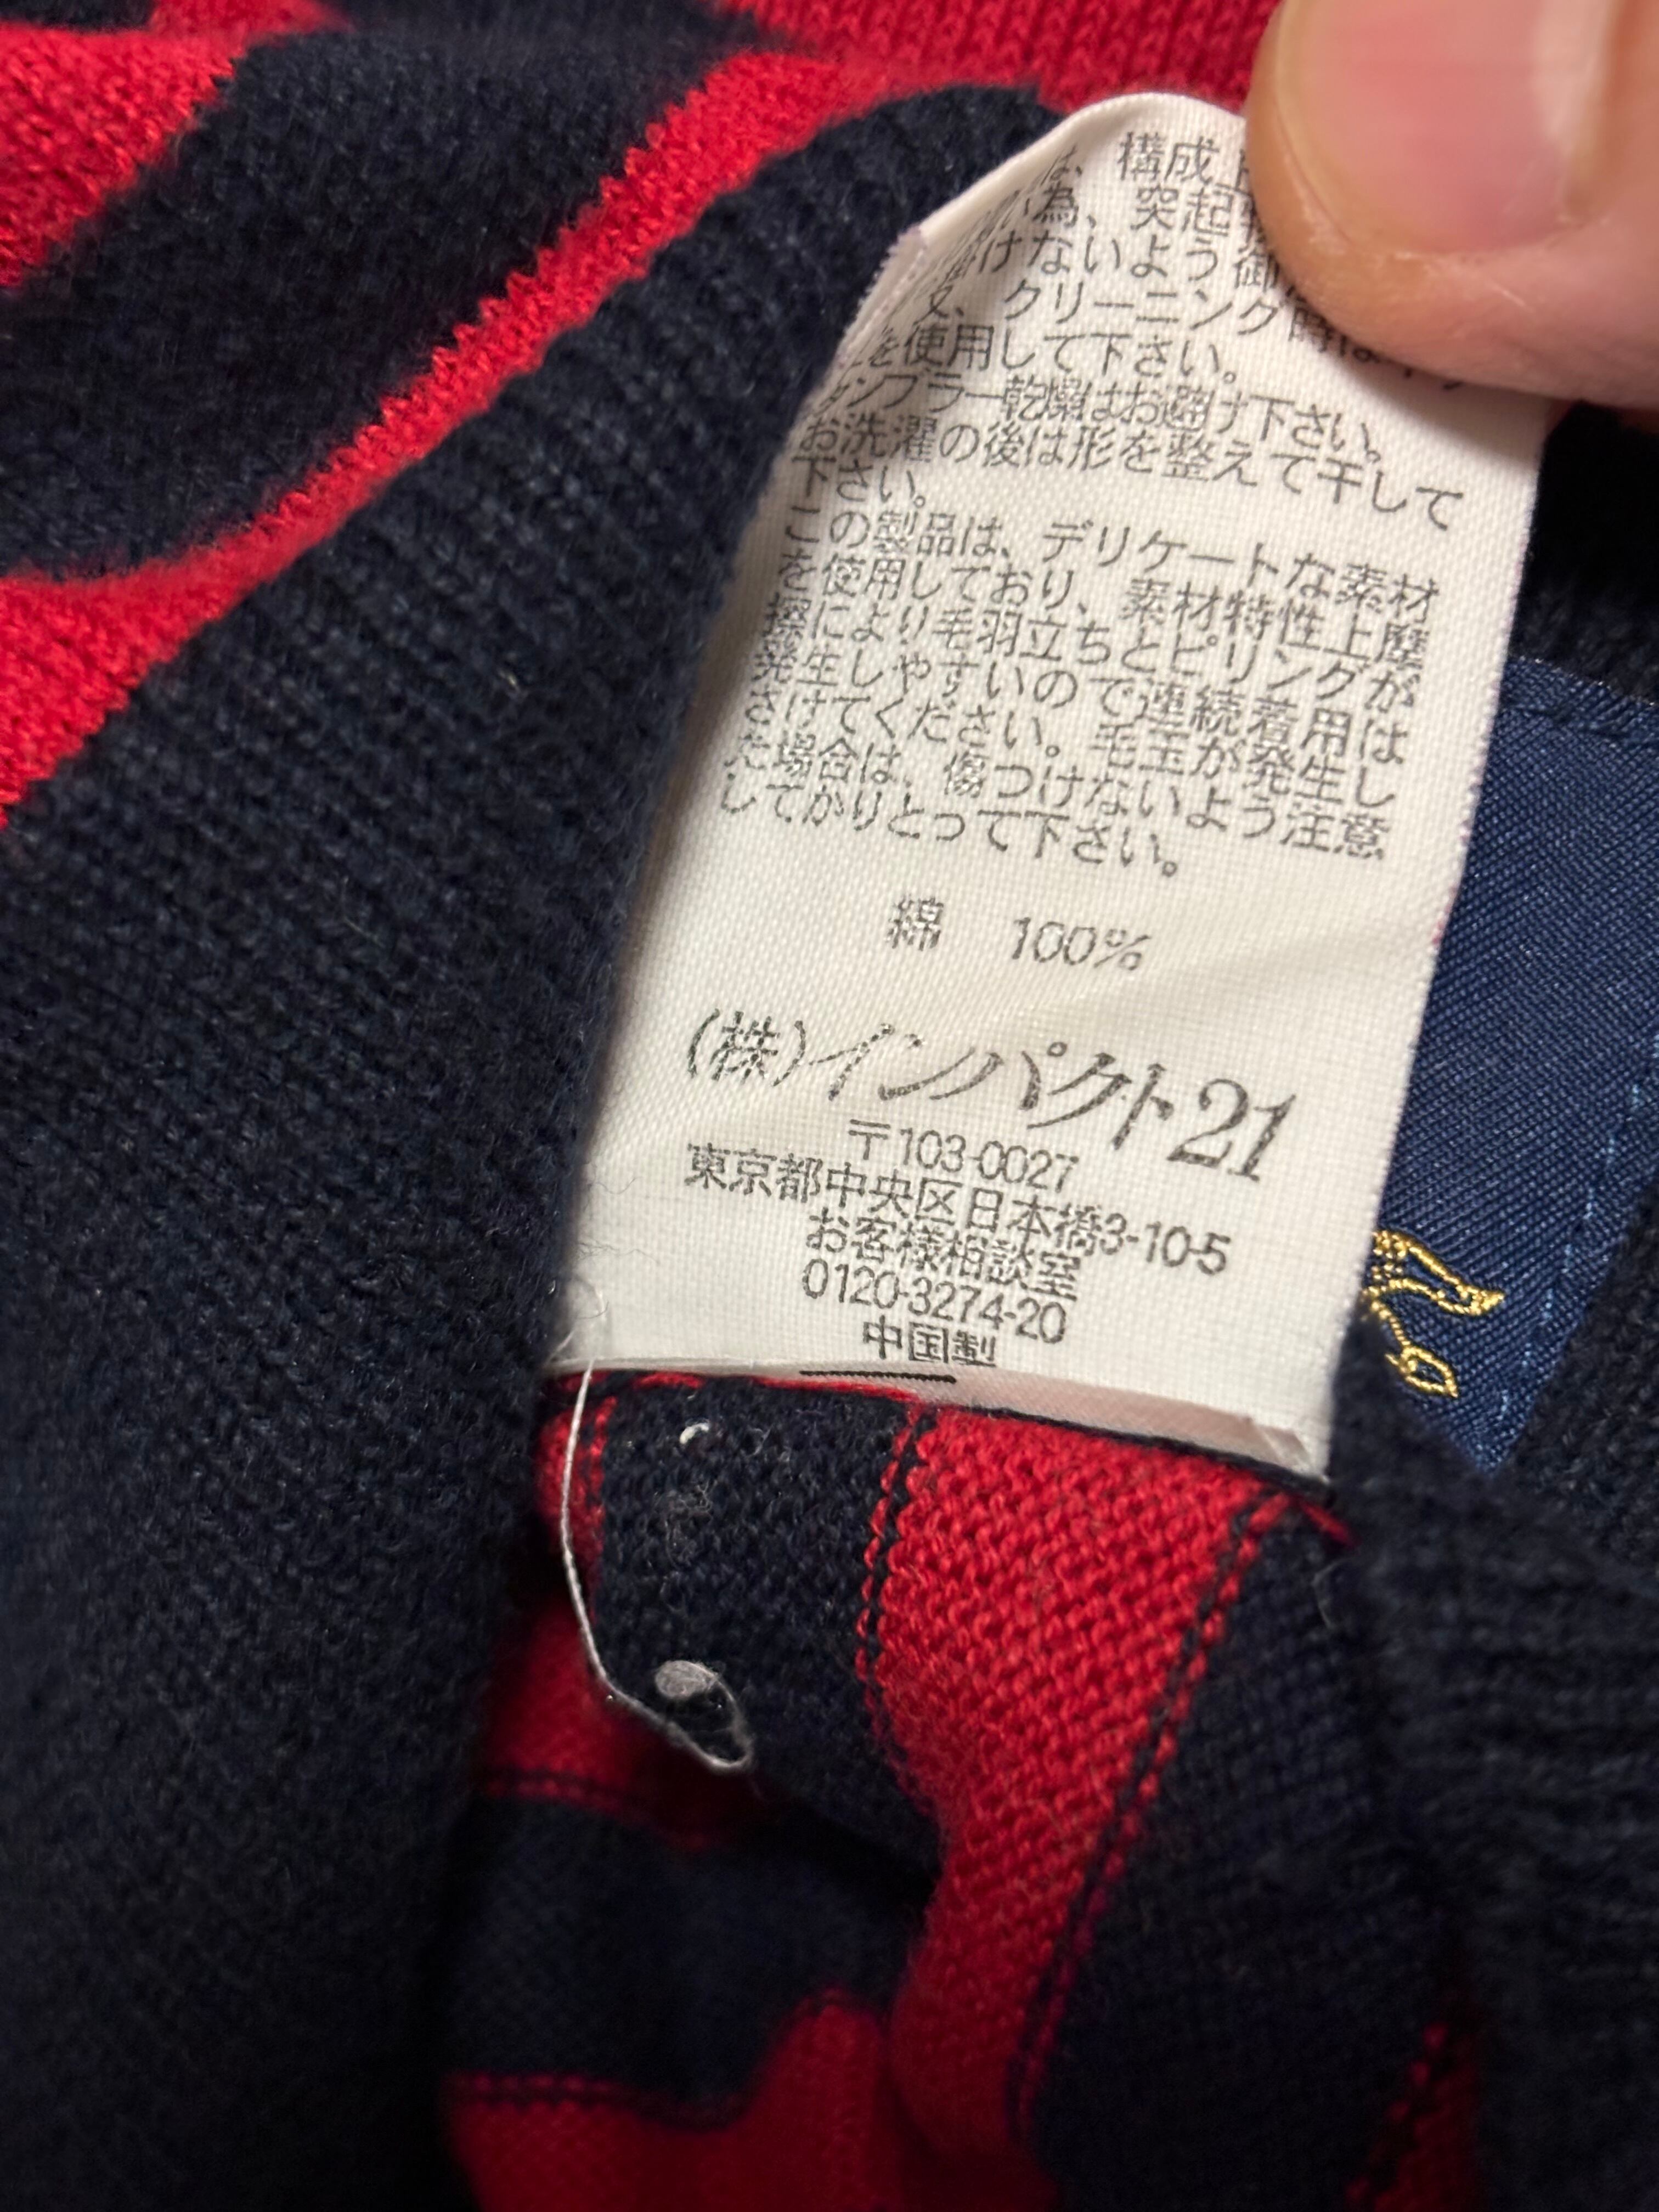 構成
は、
為、突起
掛けないよう御
又、クリーニング時はネッ
を使用して下さい。
タンブラー乾燥はお避け下さい。
お洗濯の後は形を整えて干して
下さい。
この製品は、デリケートな素材
を使用しており、素材特性上摩
擦により毛羽立ちとピリングが
発生しやすいので連続着用は
さけてください。毛玉が発生し
た場合は、傷つけないよう注意
してかりとって下さい。
綿 100%
(株)インパクト21
〒103-0027
東京都中央区日本橋3-10-5
お客様相談室
0120-3274-20
中国製